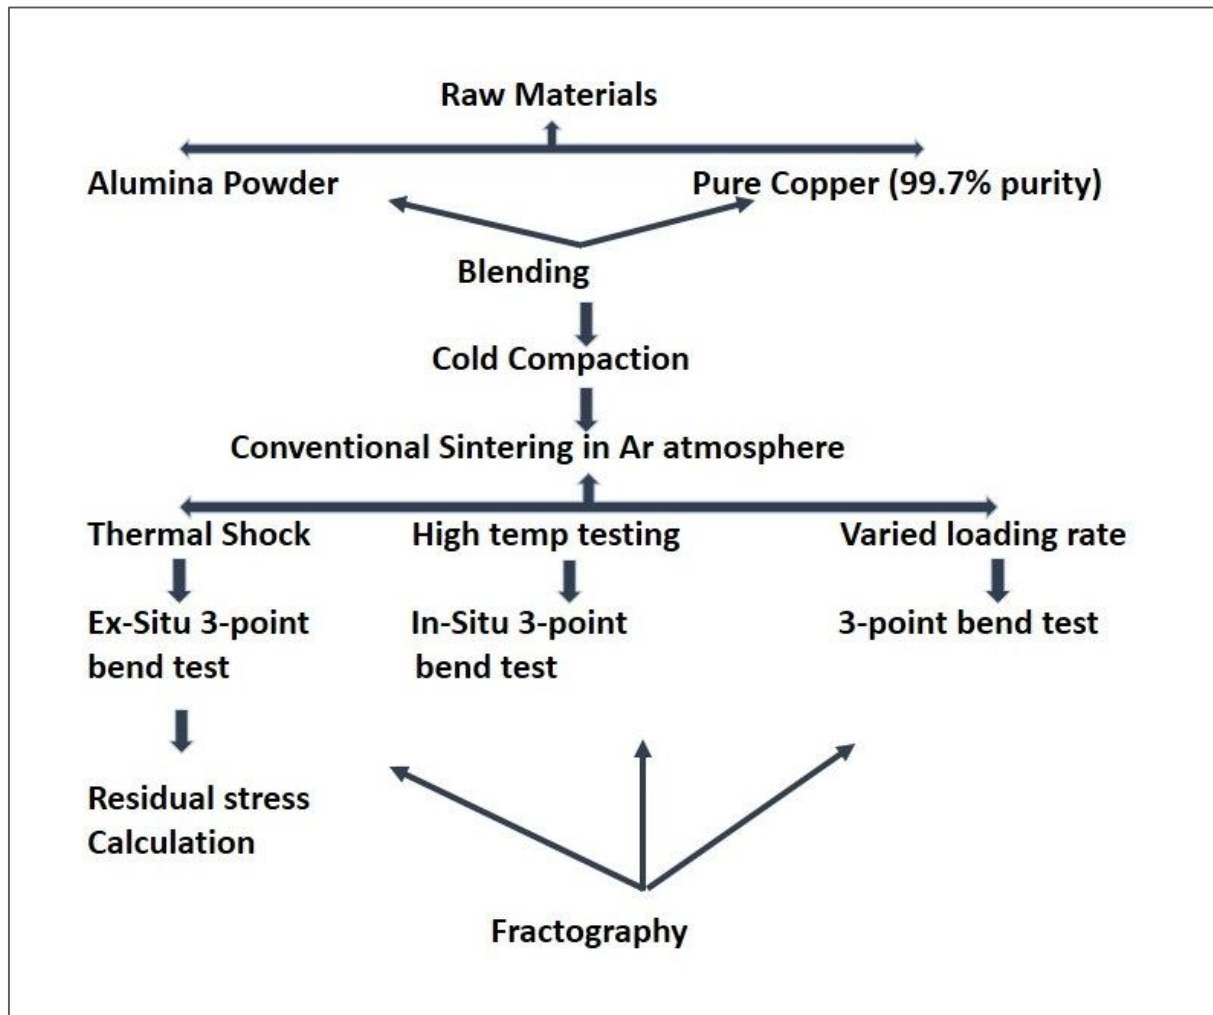 Raw Materials
Alumina Powder
Pure Copper (99.7% purity)
Blending
Cold Compaction
Conventional Sintering in Ar atmosphere
Thermal Shock
High temp testing
Varied loading rate
Ex-Situ 3-point
bend test
In-Situ 3-point
bend test
3-point bend test
Residual stress
Calculation
Fractography